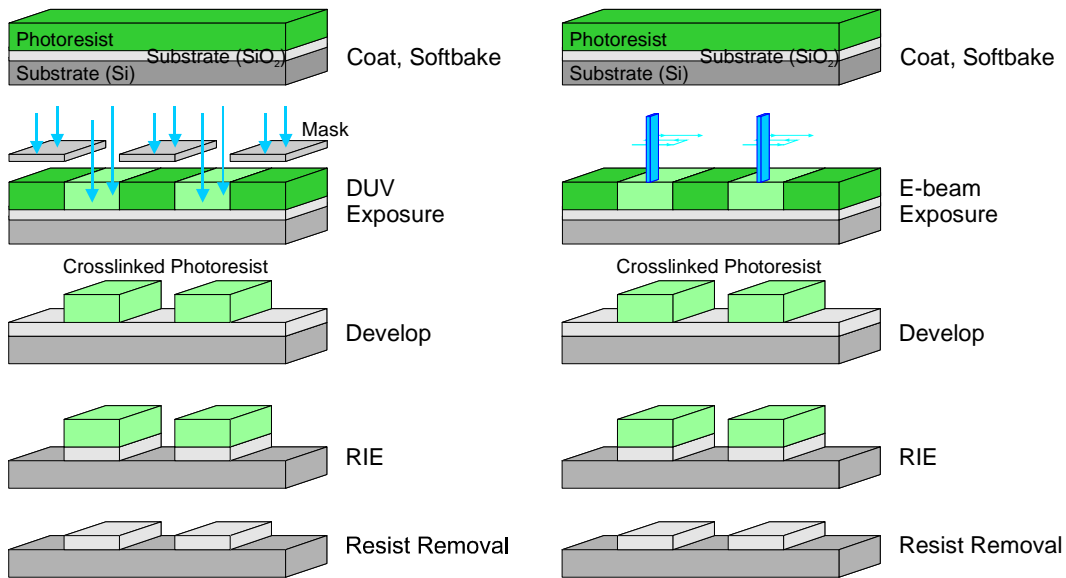 Photoresist
Substrate (SiO₂)
Substrate (Si)
Coat, Softbake
Mask
DUV
Exposure
Crosslinked Photoresist
Develop
RIE
Resist Removal
Photoresist
Substrate (SiO₂)
Substrate (Si)
Coat, Softbake
E-beam
Exposure
Crosslinked Photoresist
Develop
RIE
Resist Removal